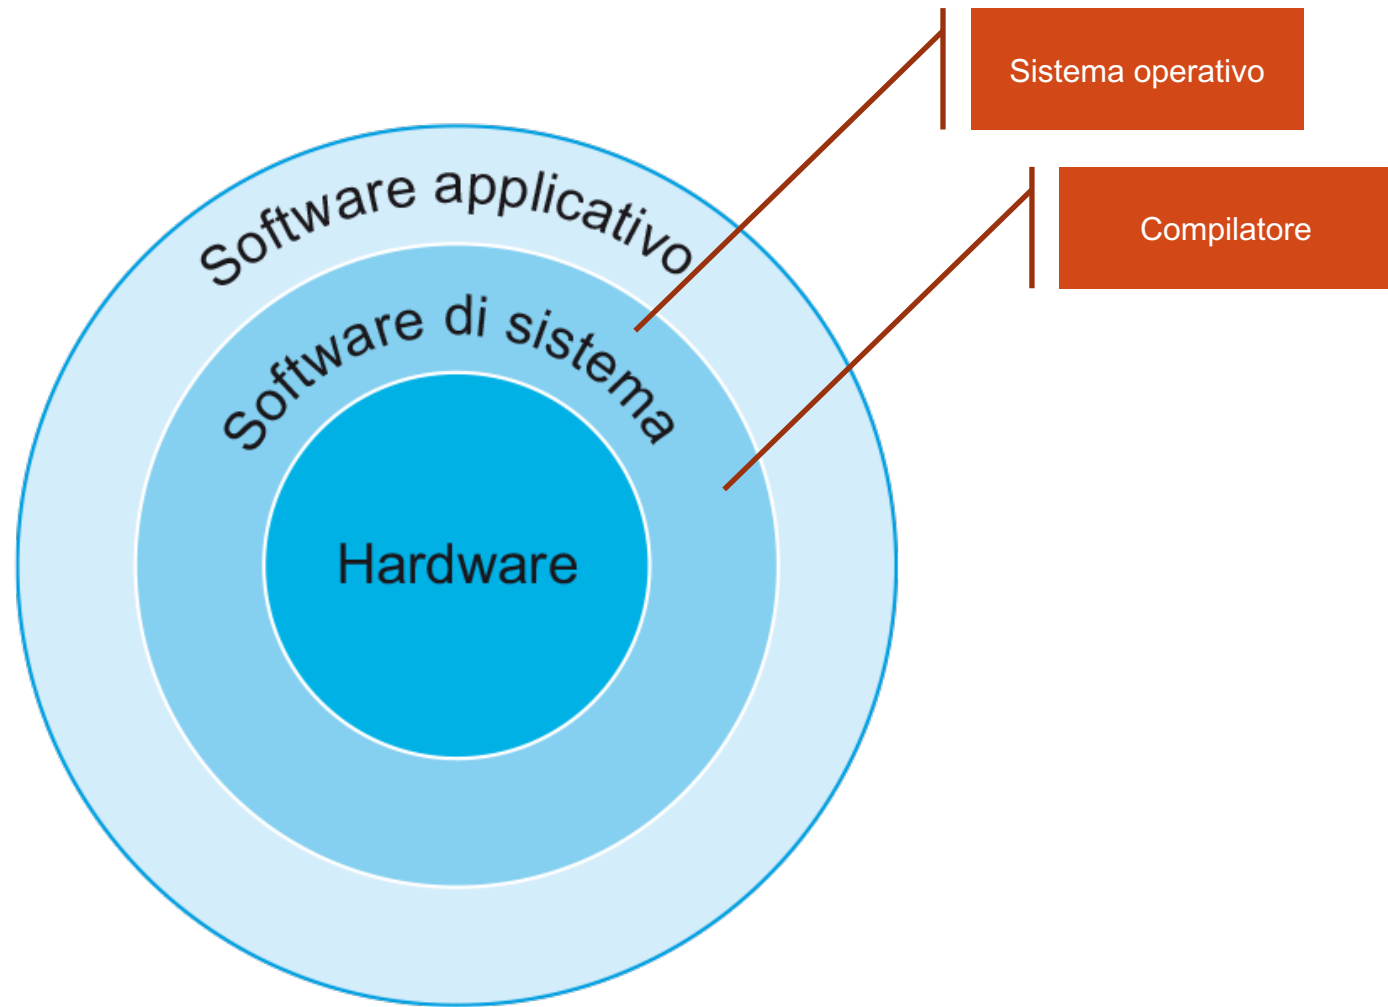 Sistema operativo
Compilatore
Software applicativo
Software di sistema
Hardware